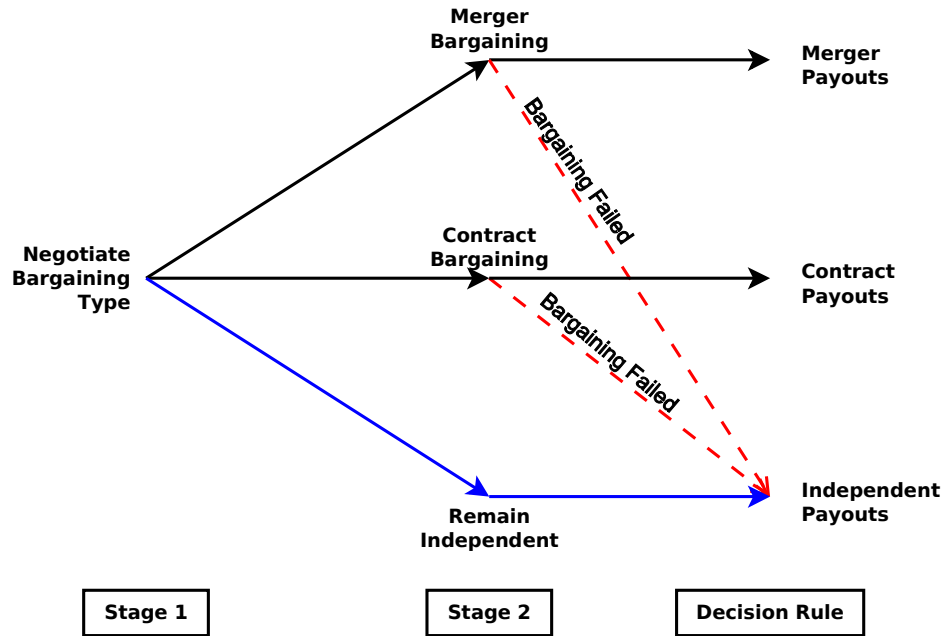 Merger
Bargaining
Merger
Payouts
Bargaining Failed
Negotiate
Bargaining
Type
Contract
Bargaining
Contract
Payouts
Bargaining Failed
Remain
Independent
Independent
Payouts
Stage 1
Stage 2
Decision Rule